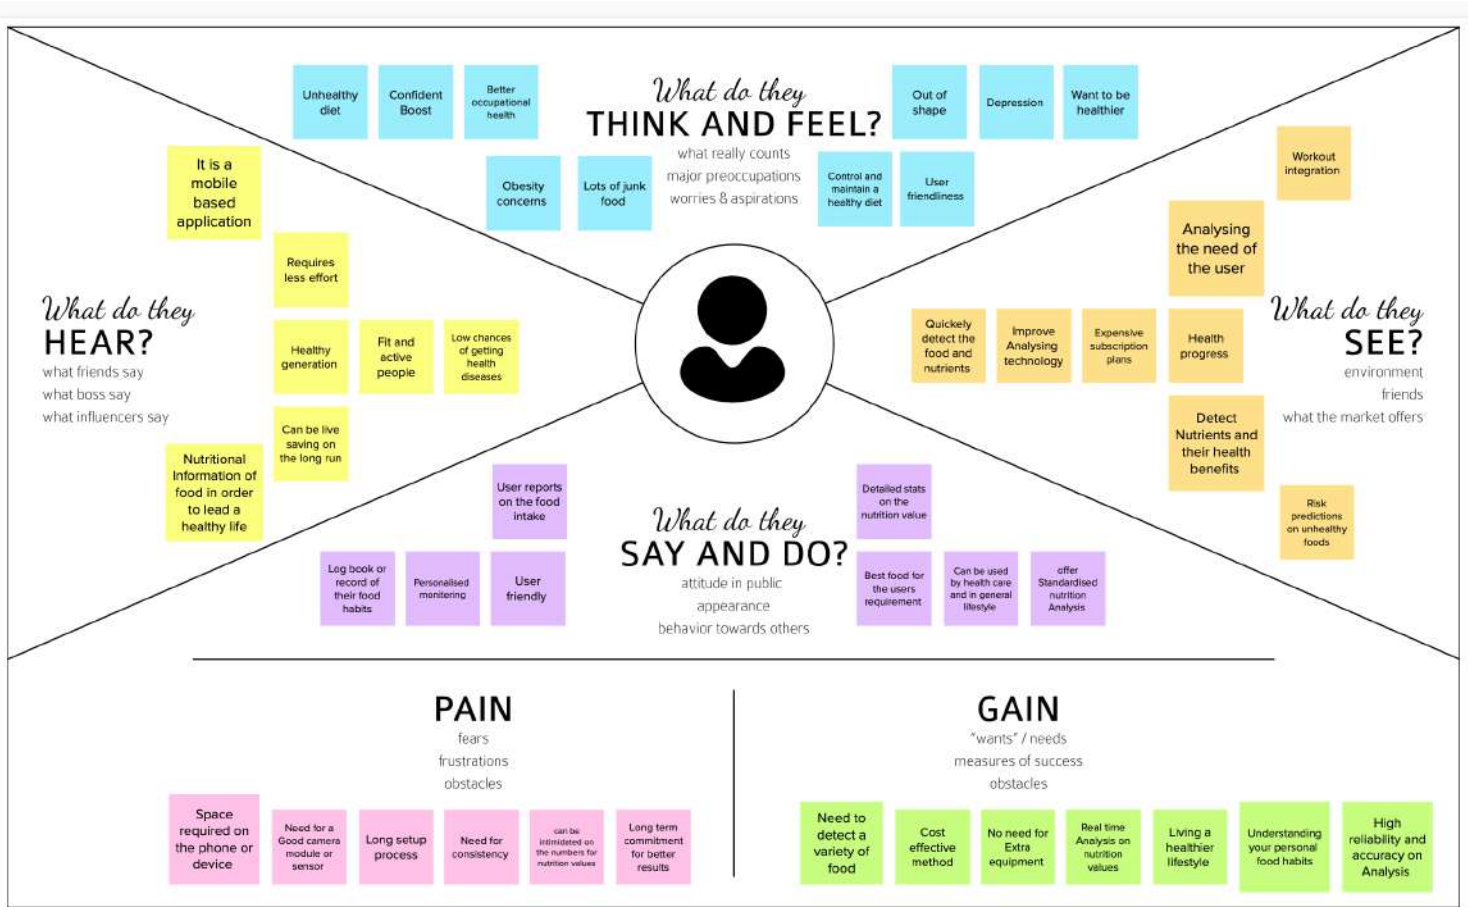 What do they
THINK AND FEEL?
what really counts
major preoccupations
worries & aspirations
Unhealthy
diet
Confident
Boost
Better
occupational
health
Obesity
concerns
Lots of junk
food
Out of
shape
Depression
Want to be
healthier
Control and
maintain a
healthy diet
User
friendliness
What do they
HEAR?
what friends say
what boss say
what influencers say
It is a
mobile
based
application
Requires
less effort
Healthy
generation
Fit and
active
people
Low chances
of getting
health
diseases
Can be live
saving on
the long run
Nutritional
Information of
food in order
to lead a
healthy life
What do they
SEE?
environment
friends
what the market offers
Workout
integration
Analysing
the need of
the user
Quickely
detect the
food and
nutrients
Improve
Analysing
technology
Expensive
subscription
plans
Health
progress
Detect
Nutrients and
their health
benefits
Risk
predictions
on unhealthy
foods
What do they
SAY AND DO?
attitude in public
appearance
behavior towards others
User reports
on the food
intake
Log book or
record of
their food
habits
Personalised
monitering
User
friendly
Detailed stats
on the
nutrition value
Best food for
the users
requirement
Can be used
by health care
and in general
lifestyle
offer
Standardised
nutrition
Analysis
PAIN
fears
frustrations
obstacles
Space
required on
the phone or
device
Need for a
Good camera
module or
sensor
Long setup
process
Need for
consistency
can be
intimidated on
the numbers for
nutrition values
Long term
commitment
for better
results
GAIN
"wants" / needs
measures of success
obstacles
Need to
detect a
variety of
food
Cost
effective
method
No need for
Extra
equipment
Real time
Analysis on
nutrition
values
Living a
healthier
lifestyle
Understanding
your personal
food habits
High
reliability and
accuracy on
Analysis